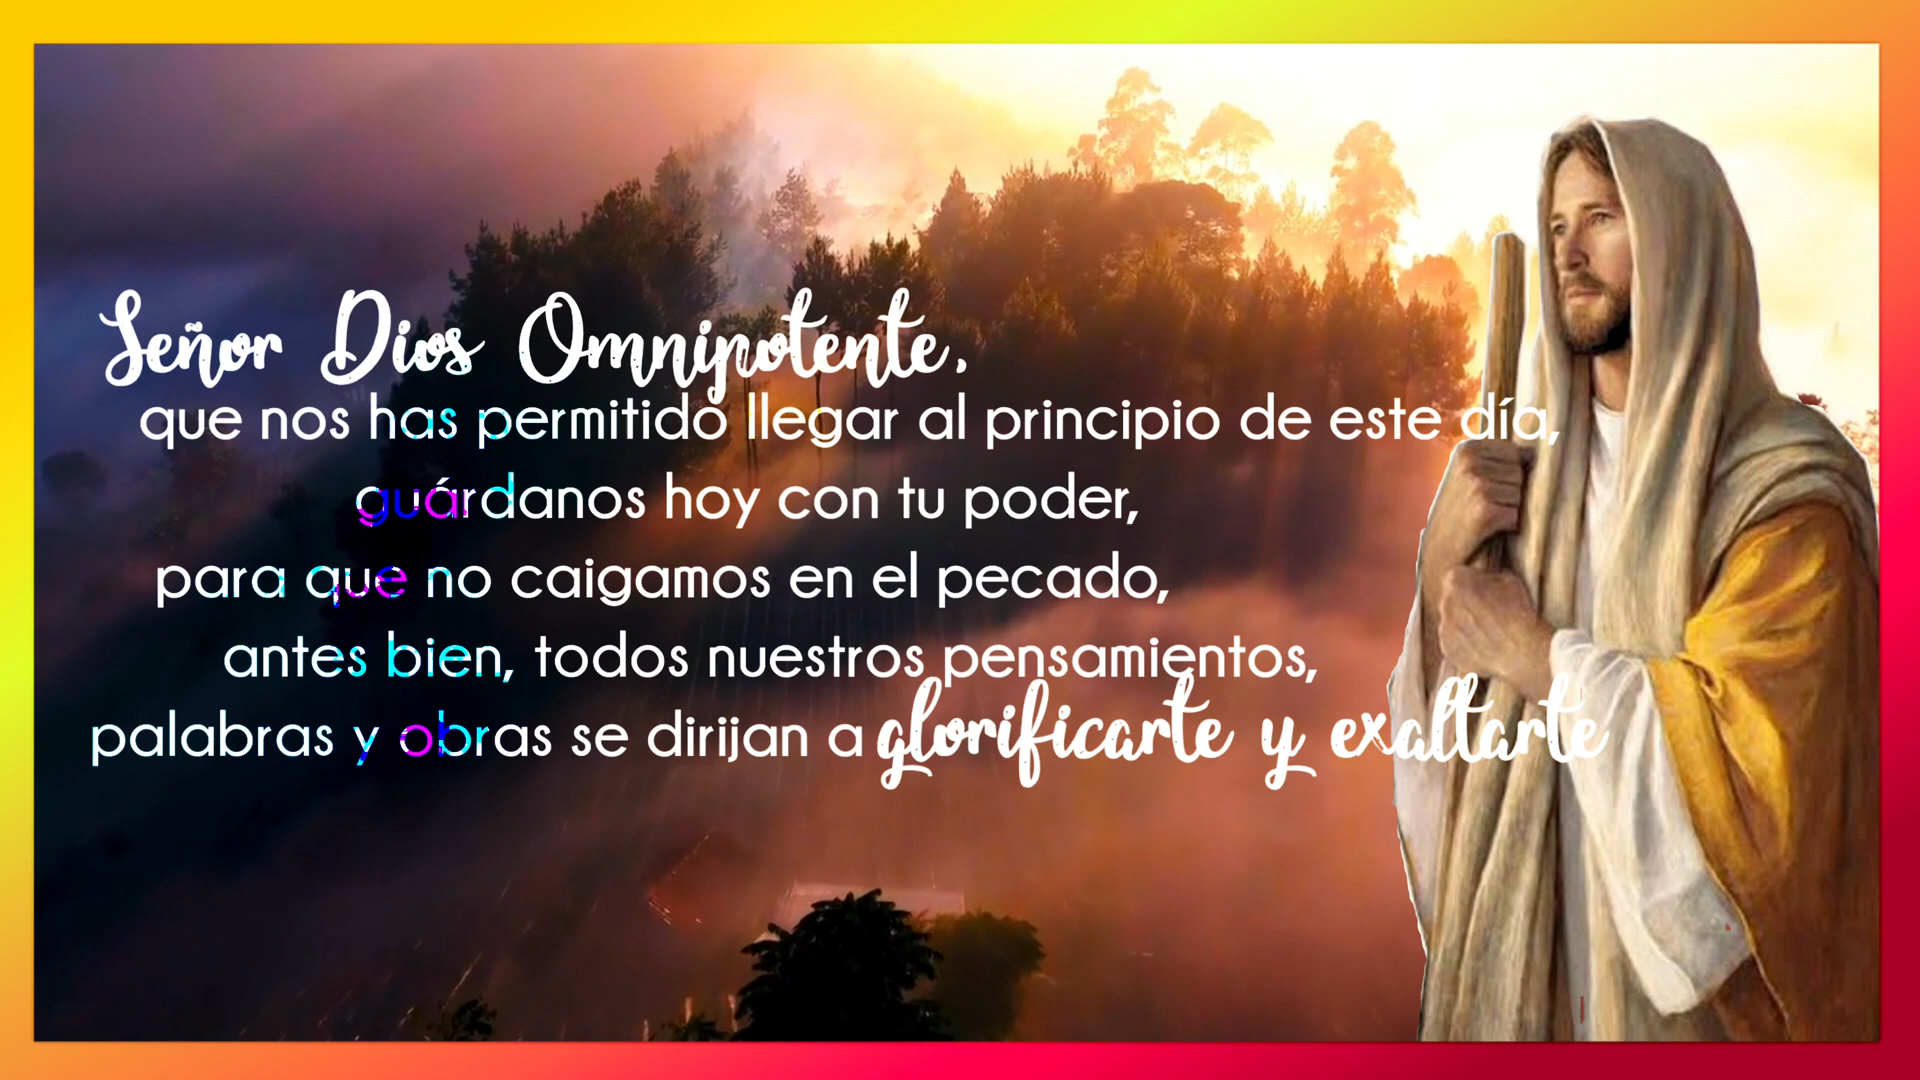 Señor Dios Omnipotente,
que nos has permitido llegar al principio de este día,
guárdanos hoy con tu poder,
para que no caigamos en el pecado,
antes bien, todos nuestros pensamientos,
palabras y obras se dirijan a glorificarte y exaltarte